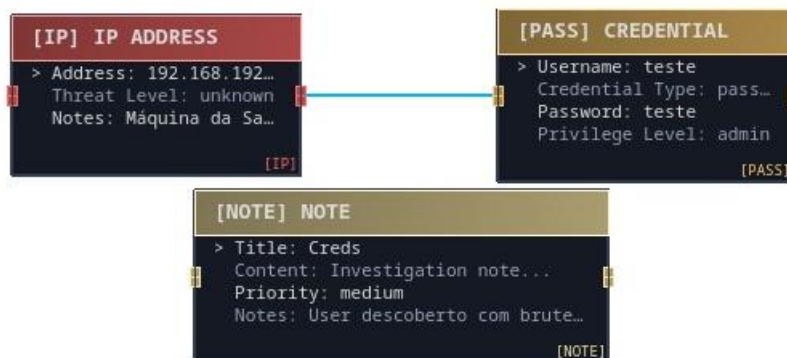 [IP] IP ADDRESS
> Address: 192.168.192…
Threat Level: unknown
Notes: Máquina da Sa…
[IP]
[PASS] CREDENTIAL
> Username: teste
Credential Type: pass…
Password: teste
Privilege Level: admin
[PASS]
[NOTE] NOTE
> Title: Creds
Content: Investigation note...
Priority: medium
Notes: User descoberto com brute…
[NOTE]